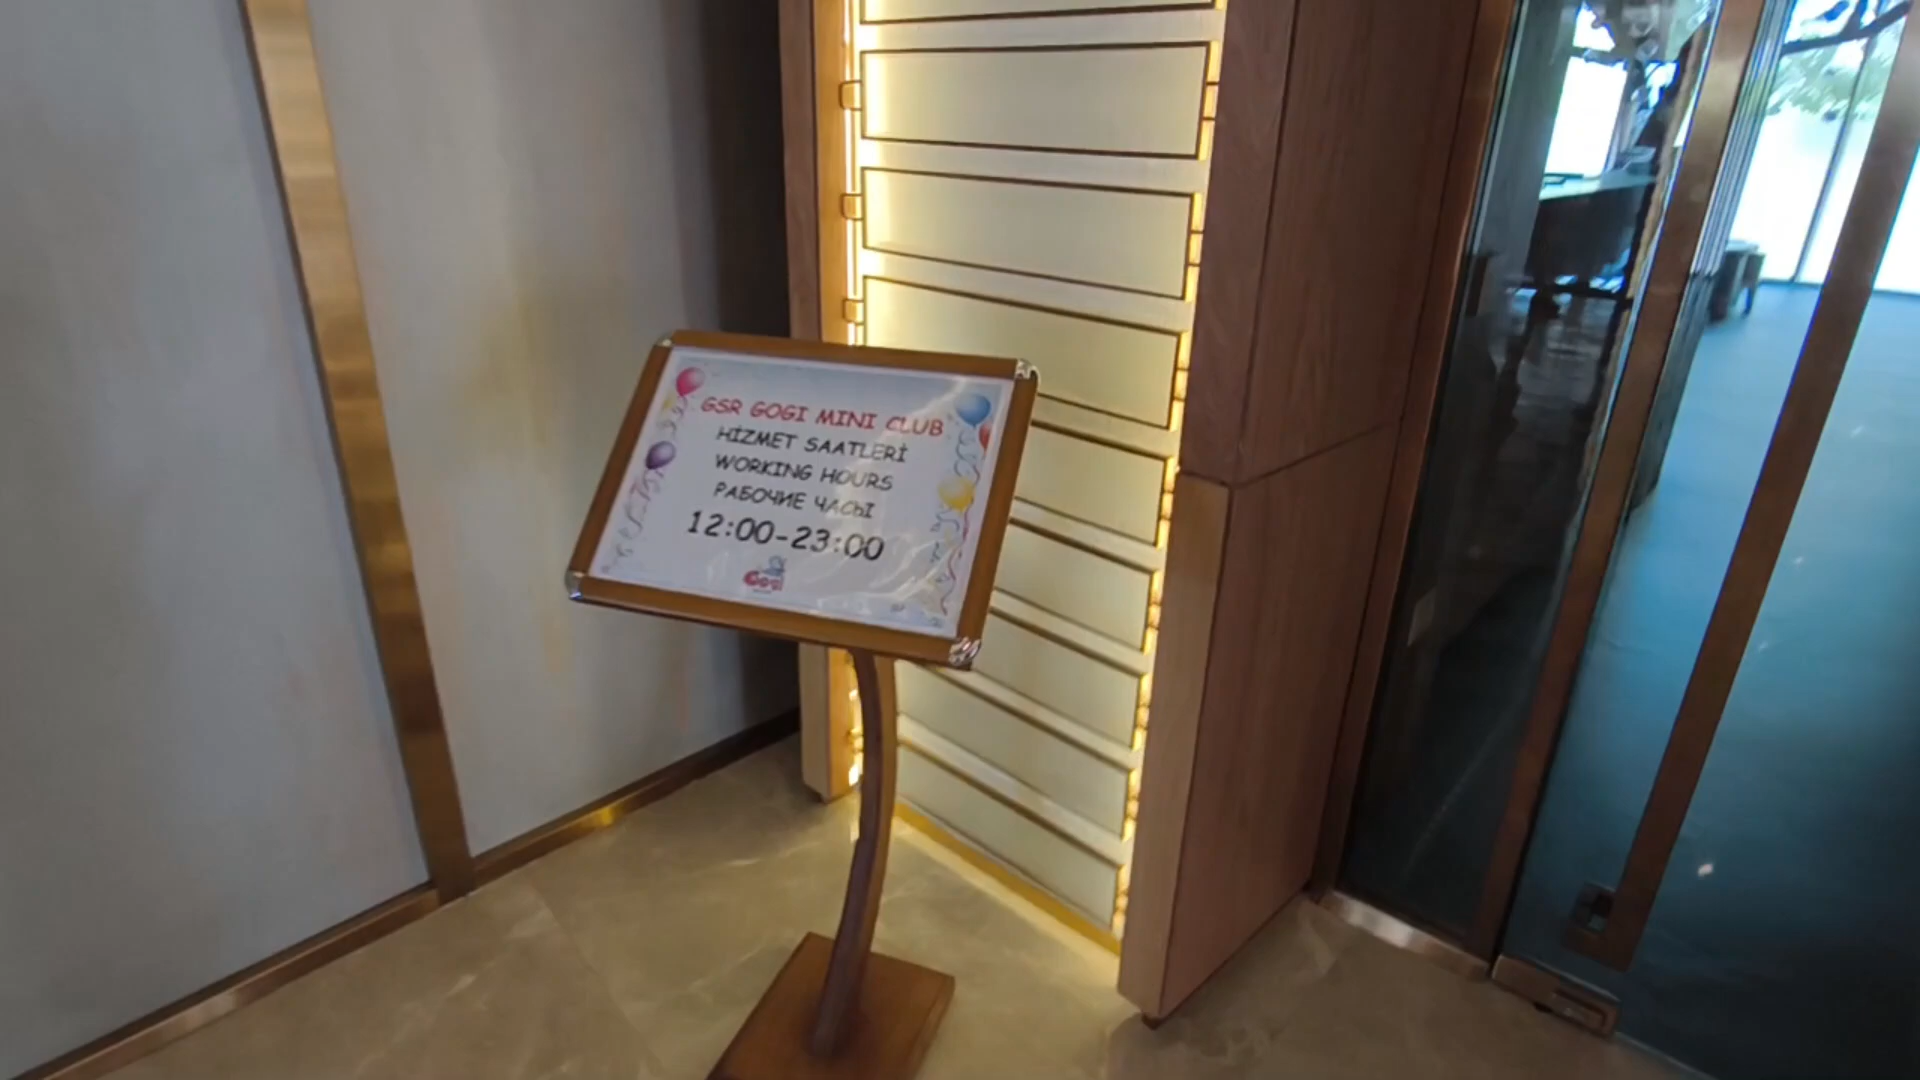 GSR GOGI MINI CLUB
HİZMET SAATLERİ
WORKING HOURS
РАБОЧИЕ ЧАСЫ
12:00-23:00
Gogi